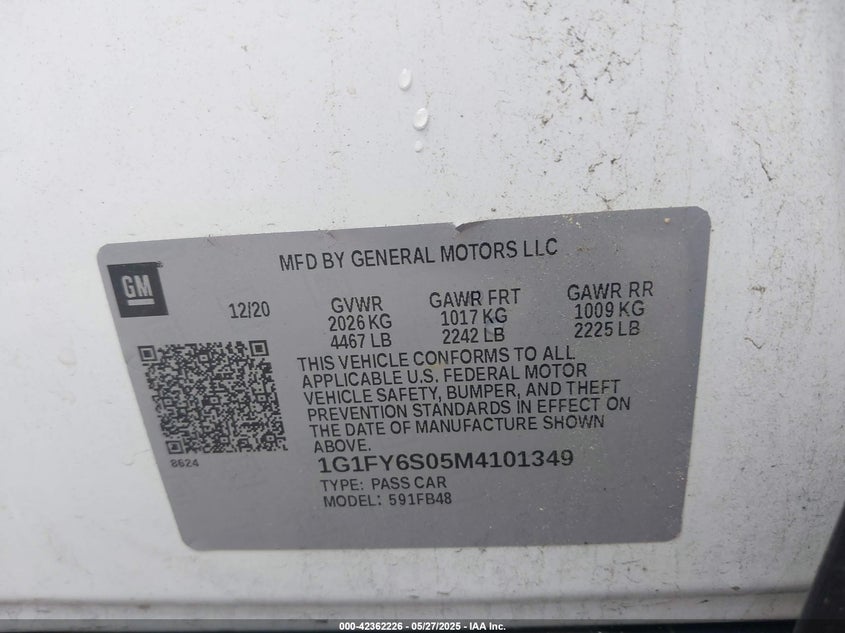 MFD BY GENERAL MOTORS LLC
GM
12/20
GVWR
2026 KG
4467 LB
GAWR FRT
1017 KG
2242 LB
GAWR RR
1009 KG
2225 LB
THIS VEHICLE CONFORMS TO ALL
APPLICABLE U.S. FEDERAL MOTOR
VEHICLE SAFETY, BUMPER, AND THEFT
PREVENTION STANDARDS IN EFFECT ON
THE DATE OF MANUFACTURE SHOWN
ABOVE.
8624
1G1FY6S05M4101349
TYPE: PASS CAR
MODEL: 591FB48
000-42362226 - 05/27/2025 - IAA Inc.